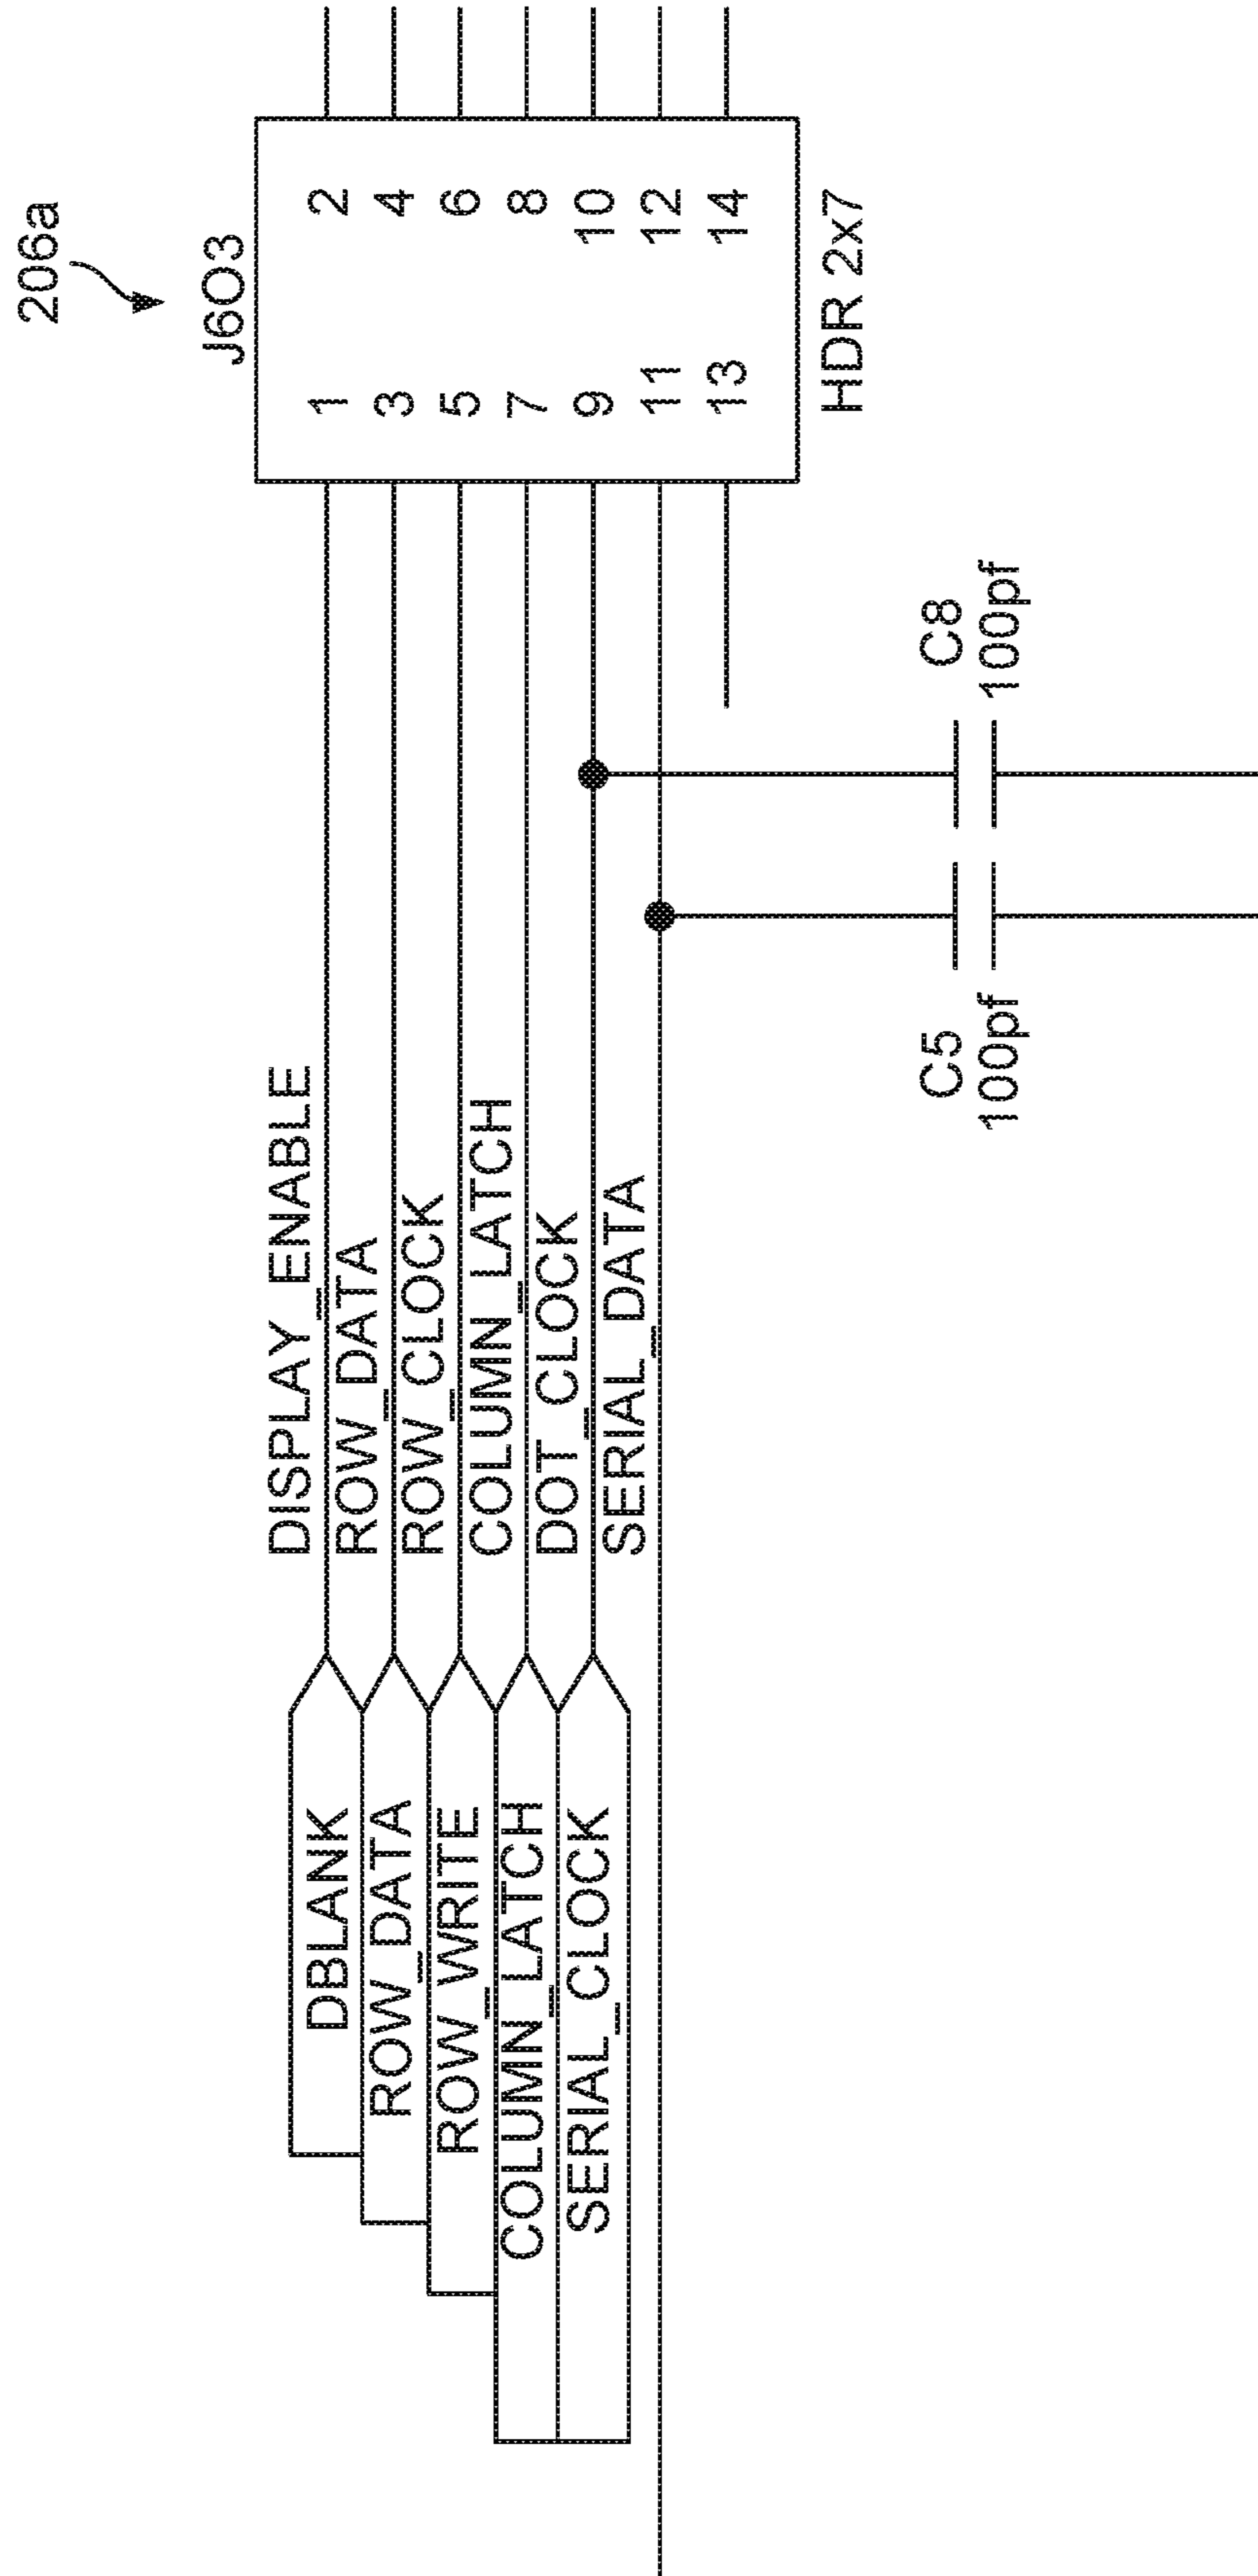 206a
J6O3
1 2
3 4
5 6
7 8
9 10
11 12
13 14
HDR 2x7
DISPLAY_ENABLE
ROW_DATA
ROW_CLOCK
COLUMN_LATCH
DOT_CLOCK
SERIAL_DATA
DBLANK
ROW_DATA
ROW_WRITE
COLUMN_LATCH
SERIAL_CLOCK
C5
100pf
C8
100pf